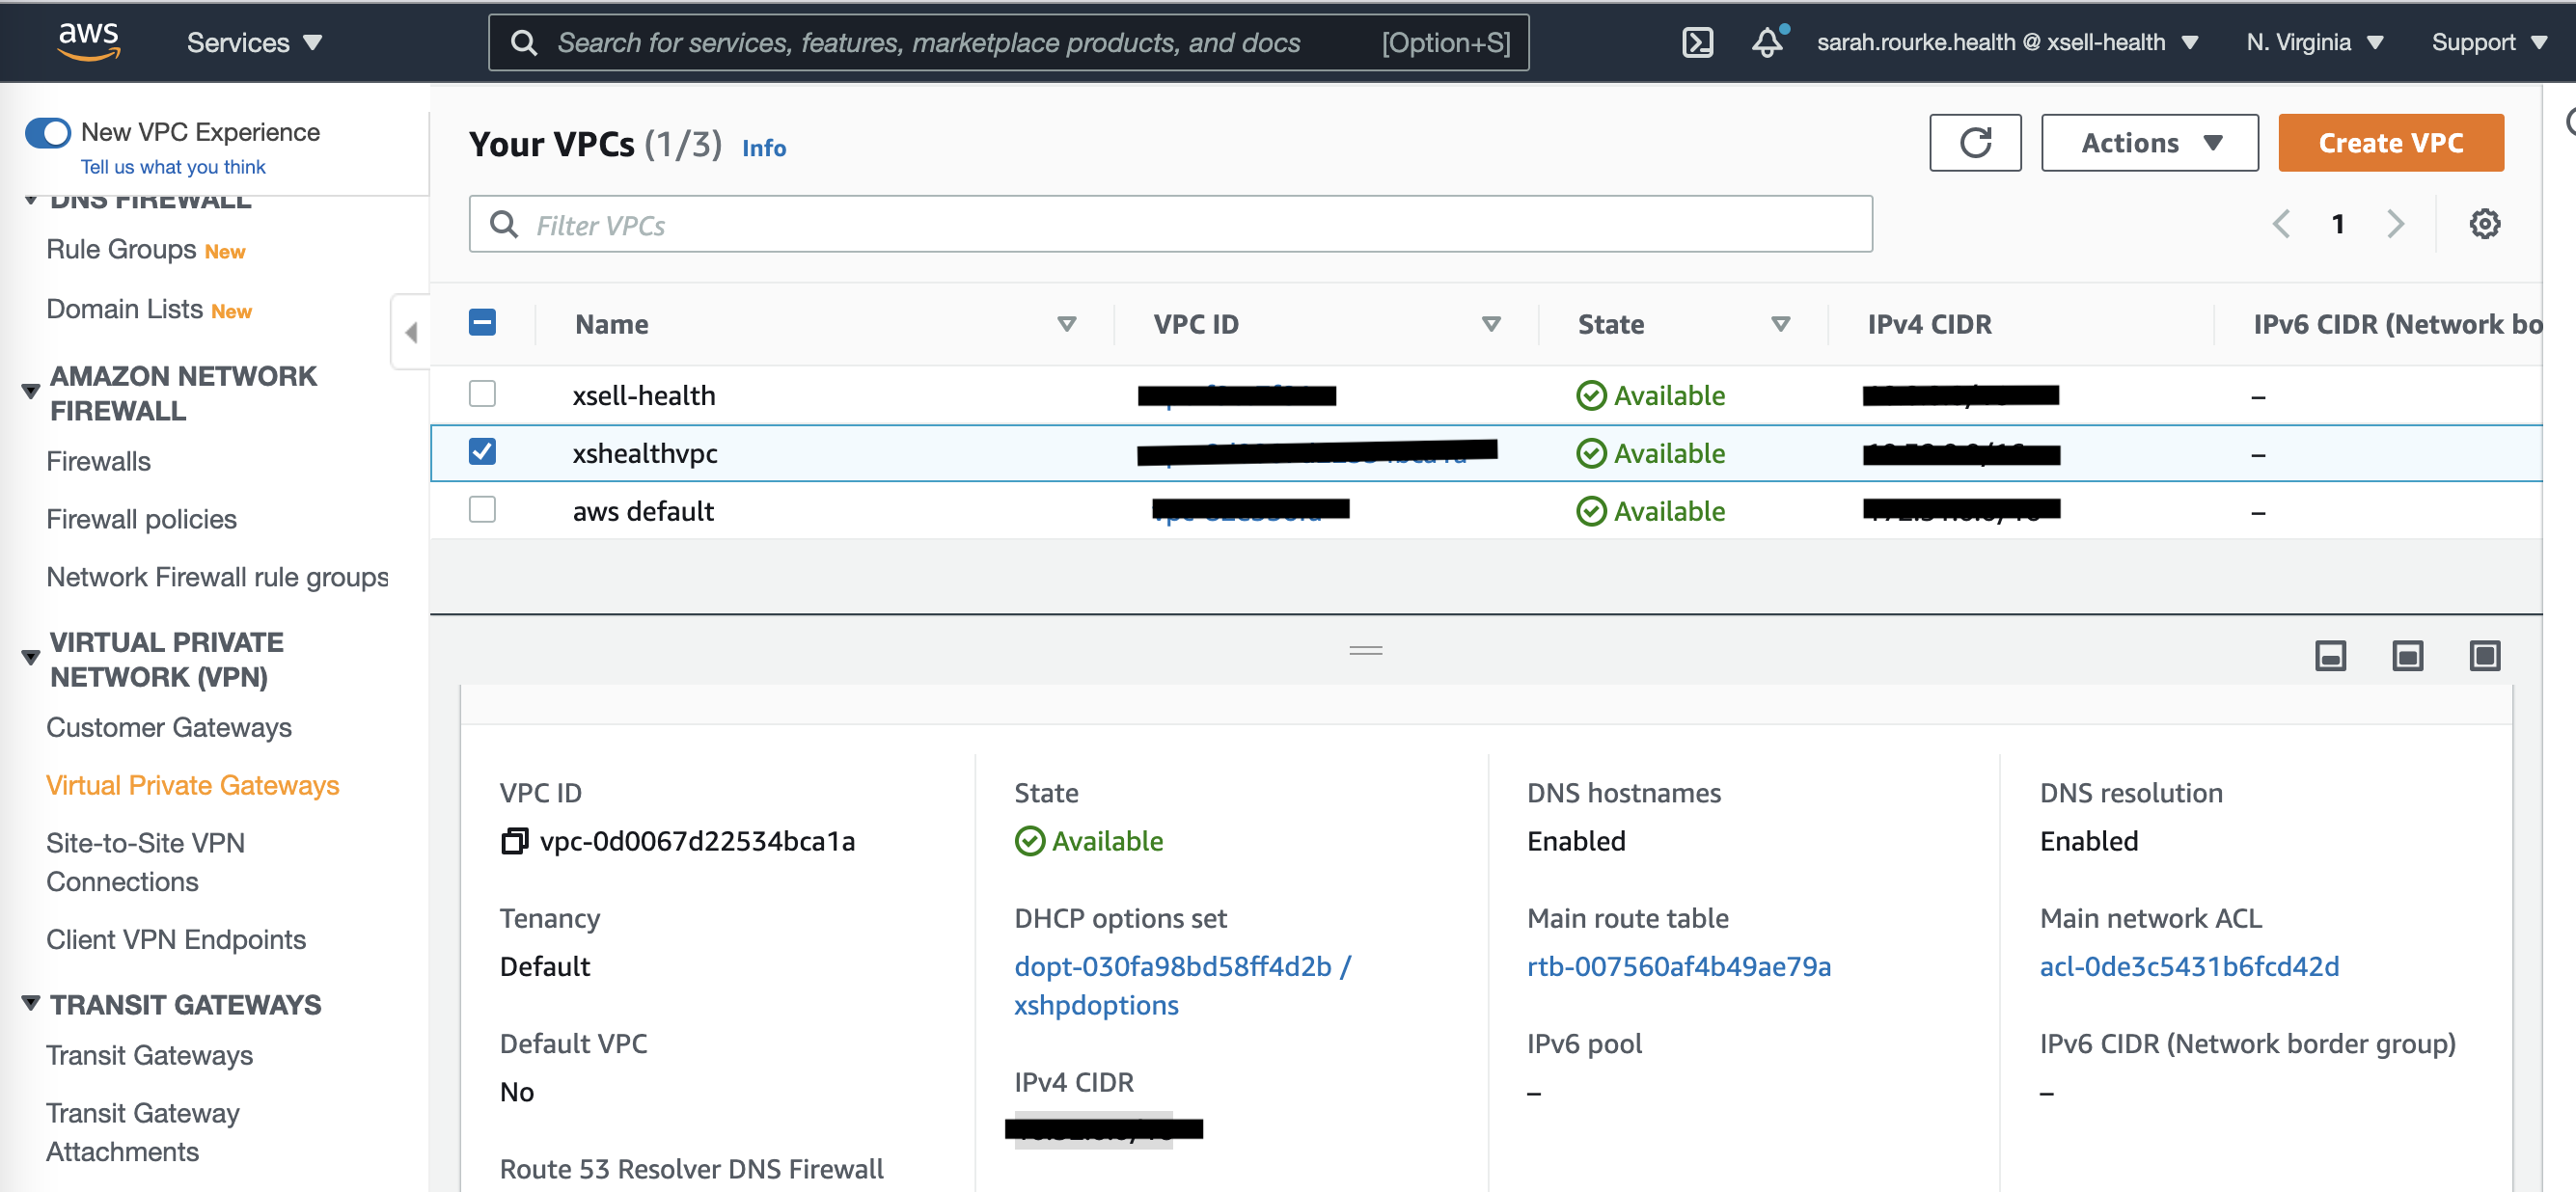 aws
Services
Search for services, features, marketplace products, and docs
[Option+S]
sarah.rourke.health @ xsell-health
N. Virginia
Support
New VPC Experience
Tell us what you think
DNS FIREWALL
Rule Groups New
Domain Lists New
AMAZON NETWORK
FIREWALL
Firewalls
Firewall policies
Network Firewall rule groups
VIRTUAL PRIVATE
NETWORK (VPN)
Customer Gateways
Virtual Private Gateways
Site-to-Site VPN
Connections
Client VPN Endpoints
TRANSIT GATEWAYS
Transit Gateways
Transit Gateway
Attachments
Your VPCs (1/3) Info
Actions
Create VPC
Filter VPCs
1
Name
VPC ID
State
IPv4 CIDR
IPv6 CIDR (Network bo
xsell-health
Available
–
xshealthvpc
Available
–
aws default
Available
–
VPC ID
vpc-0d0067d22534bca1a
State
Available
DNS hostnames
Enabled
DNS resolution
Enabled
Tenancy
Default
DHCP options set
dopt-030fa98bd58ff4d2b /
xshpdoptions
Main route table
rtb-007560af4b49ae79a
Main network ACL
acl-0de3c5431b6fcd42d
Default VPC
No
IPv4 CIDR
IPv6 pool
–
IPv6 CIDR (Network border group)
–
Route 53 Resolver DNS Firewall